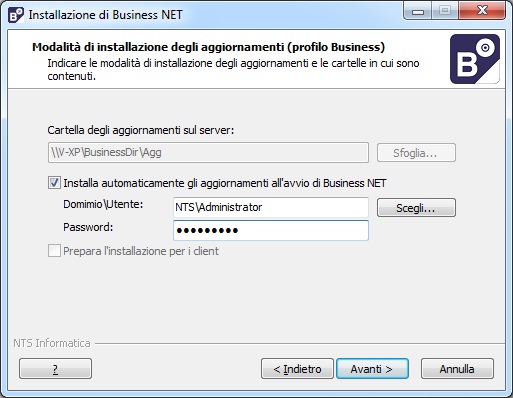 Installazione di Business NET
Modalità di installazione degli aggiornamenti (profilo Business)
Indicare le modalità di installazione degli aggiornamenti e le cartelle in cui sono
contenuti.
B
Cartella degli aggiornamenti sul server:
\\V-XP\BusinessDir\Agg
Sfoglia...
Installa automaticamente gli aggiornamenti all'avvio di Business NET
Domimio\Utente:
NTS\Administrator
Scegli...
Password:
●●●●●●●●●
Prepara l'installazione per i client
NTS Informatica
?
< Indietro
Avanti >
Annulla